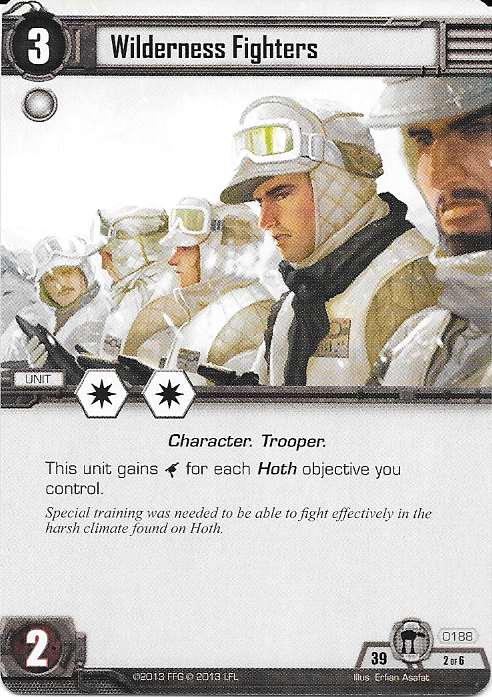 3
Wilderness Fighters
UNIT
Character. Trooper.
This unit gains for each Hoth objective you
control.
Special training was needed to be able to fight effectively in the
harsh climate found on Hoth.
2
0188
39
2 OF 6
©2013 FFG © 2013 LFL
Illus. Erfian Asafat